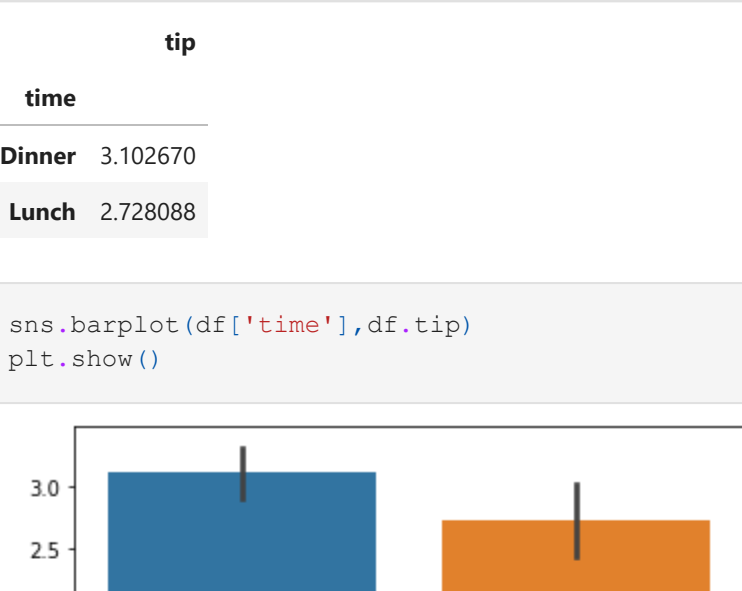 tip
time
Dinner 3.102670
Lunch 2.728088
sns.barplot(df['time'],df.tip)
plt.show()
3.0
2.5